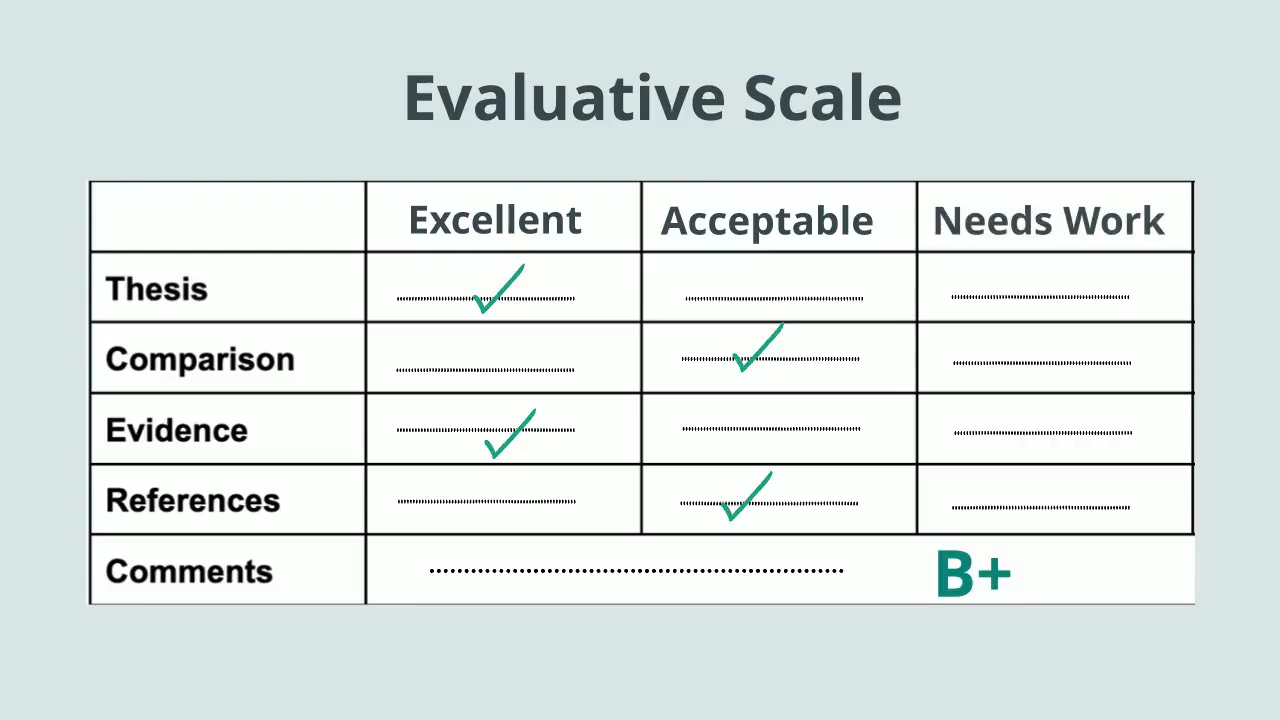 Evaluative Scale
Excellent Acceptable Needs Work
Thesis
Comparison
Evidence
References
Comments B+